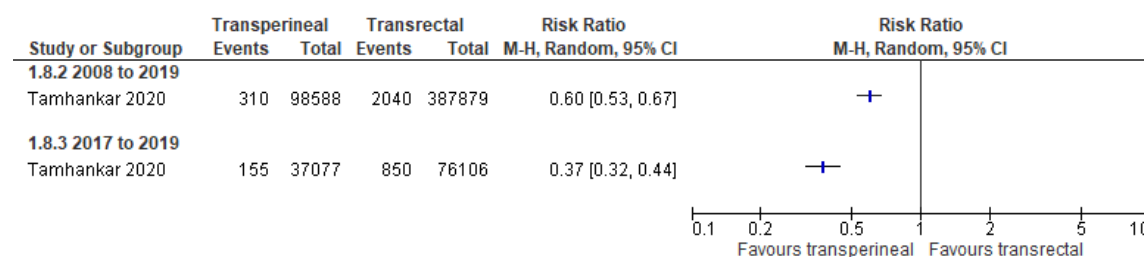 Transperineal Transrectal Risk Ratio Risk Ratio
Study or Subgroup Events Total Events Total M-H, Random, 95% CI M-H, Random, 95% CI
1.8.2 2008 to 2019
Tamhankar 2020 310 98588 2040 387879 0.60 [0.53, 0.67]
1.8.3 2017 to 2019
Tamhankar 2020 155 37077 850 76106 0.37 [0.32, 0.44]
0.1 0.2 0.5 1 2 5 10
Favours transperineal Favours transrectal